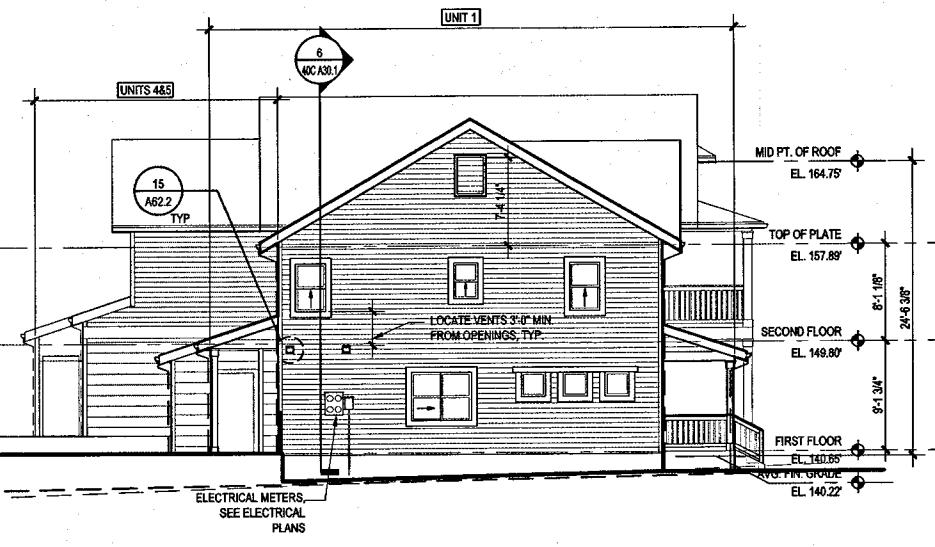 UNIT 1
6
40C A30.1
UNITS 4&5
MID PT. OF ROOF
EL. 164.75'
15
A62.2
TYP
7'-4 1/4"
TOP OF PLATE
EL. 157.89'
8'-1 1/8"
24'-6 3/8"
LOCATE VENTS 3'-0" MIN.
FROM OPENINGS, TYP.
SECOND FLOOR
EL. 149.80'
9'-1 3/4"
FIRST FLOOR
EL. 140.65'
AVG. FIN. GRADE
EL. 140.22'
ELECTRICAL METERS,
SEE ELECTRICAL
PLANS